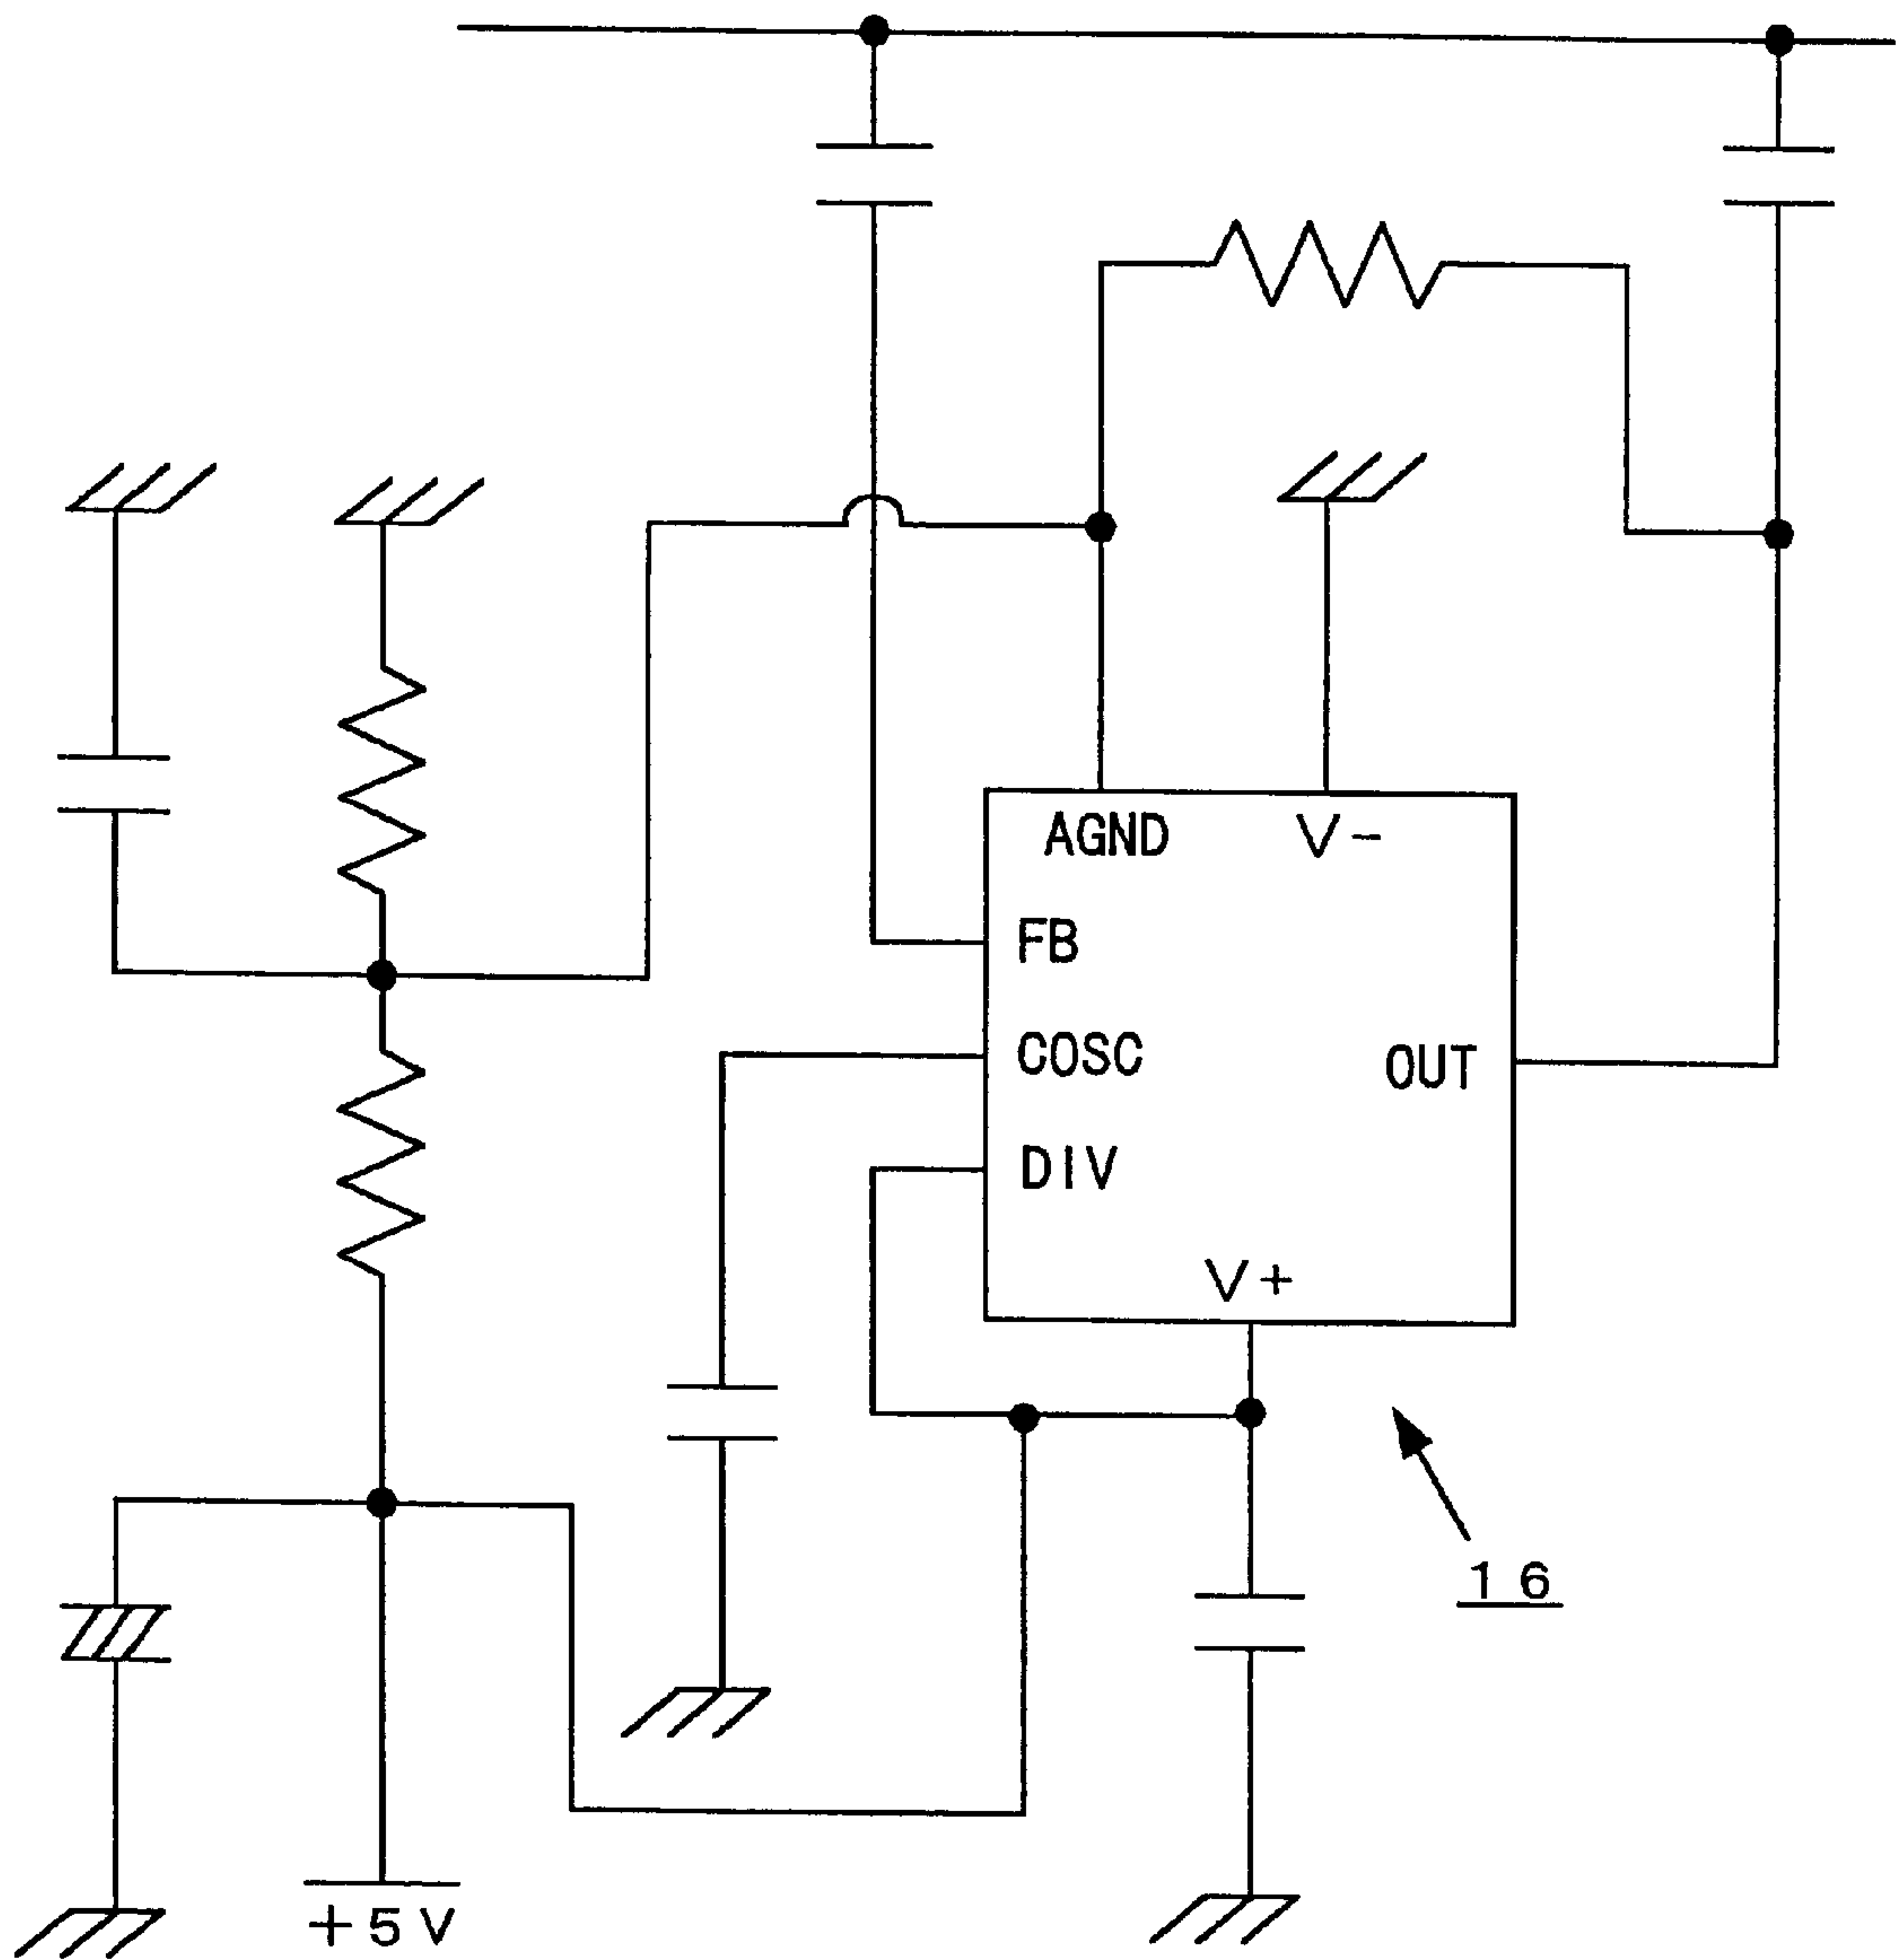 AGND V-
FB
COSC
OUT
DIV
V+
16
+5V